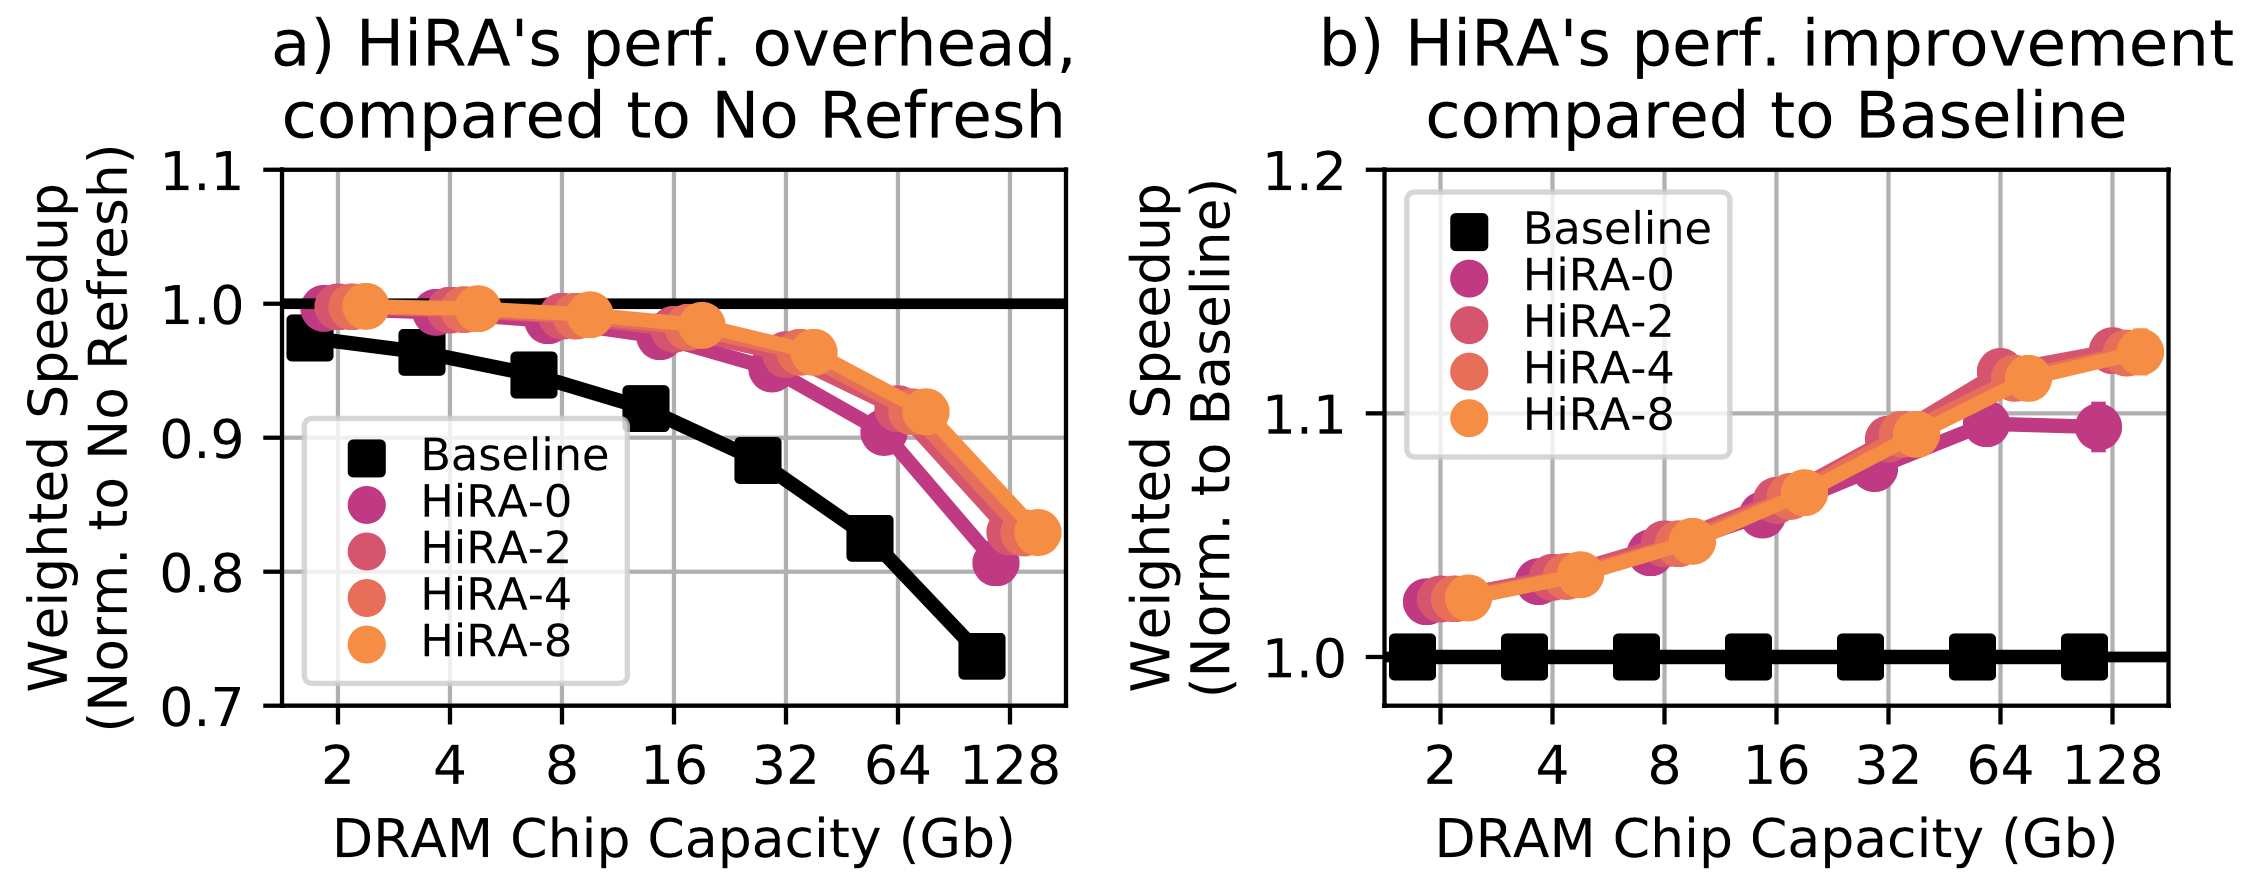 a) HiRA's perf. overhead,
compared to No Refresh
Weighted Speedup
(Norm. to No Refresh)
1.1
1.0
0.9
0.8
0.7
Baseline
HiRA-0
HiRA-2
HiRA-4
HiRA-8
2 4 8 16 32 64 128
DRAM Chip Capacity (Gb)
b) HiRA's perf. improvement
compared to Baseline
Weighted Speedup
(Norm. to Baseline)
1.2
1.1
1.0
Baseline
HiRA-0
HiRA-2
HiRA-4
HiRA-8
2 4 8 16 32 64 128
DRAM Chip Capacity (Gb)